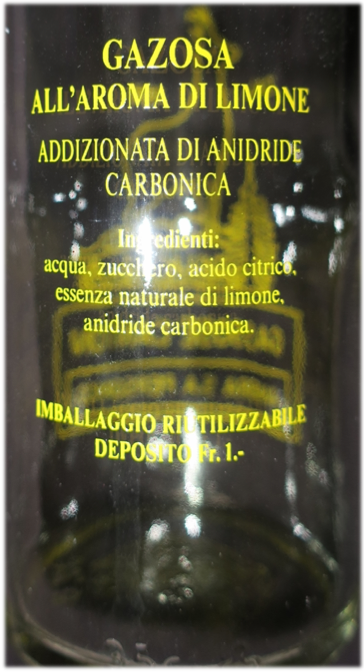 GAZOSA
ALL'AROMA DI LIMONE
ADDIZIONATA DI ANIDRIDE
CARBONICA
Ingredienti:
acqua, zucchero, acido citrico,
essenza naturale di limone,
anidride carbonica.
IMBALLAGGIO RIUTILIZZABILE
DEPOSITO Fr. 1.-